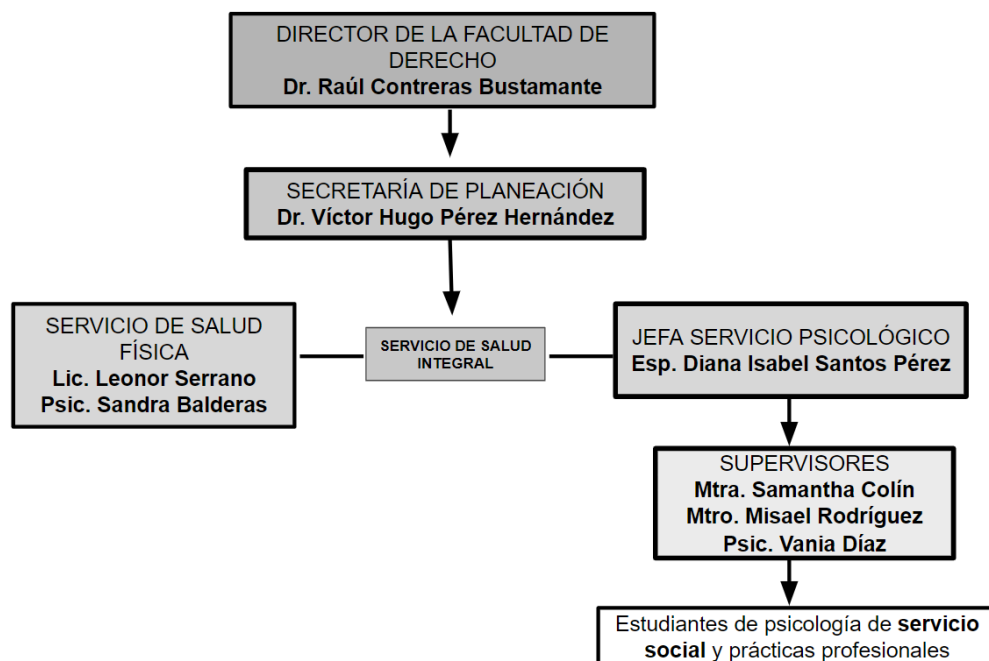 DIRECTOR DE LA FACULTAD DE
DERECHO
Dr. Raúl Contreras Bustamante
SECRETARÍA DE PLANEACIÓN
Dr. Víctor Hugo Pérez Hernández
SERVICIO DE SALUD
FÍSICA
Lic. Leonor Serrano
Psic. Sandra Balderas
SERVICIO DE SALUD
INTEGRAL
JEFA SERVICIO PSICOLÓGICO
Esp. Diana Isabel Santos Pérez
SUPERVISORES
Mtra. Samantha Colín
Mtro. Misael Rodríguez
Psic. Vania Díaz
Estudiantes de psicología de servicio
social y prácticas profesionales